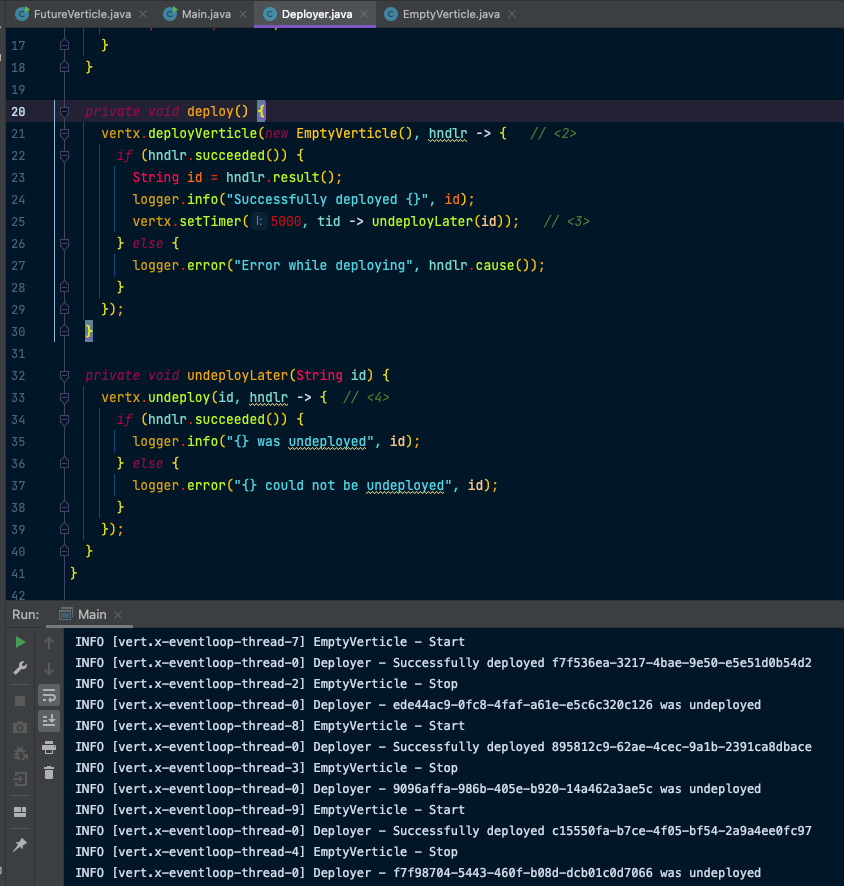 FutureVerticle.java Main.java Deployer.java EmptyVerticle.java
17 }
18 }
19
20 private void deploy() {
21 vertx.deployVerticle(new EmptyVerticle(), hndlr -> { // <2>
22 if (hndlr.succeeded()) {
23 String id = hndlr.result();
24 logger.info("Successfully deployed {}", id);
25 vertx.setTimer( l: 5000, tid -> undeployLater(id)); // <3>
26 } else {
27 logger.error("Error while deploying", hndlr.cause());
28 }
29 });
30 }
31
32 private void undeployLater(String id) {
33 vertx.undeploy(id, hndlr -> { // <4>
34 if (hndlr.succeeded()) {
35 logger.info("{} was undeployed", id);
36 } else {
37 logger.error("{} could not be undeployed", id);
38 }
39 });
40 }
41 }
42
Run: Main
INFO [vert.x-eventloop-thread-7] EmptyVerticle – Start
INFO [vert.x-eventloop-thread-0] Deployer – Successfully deployed f7f536ea-3217-4bae-9e50-e5e51d0b54d2
INFO [vert.x-eventloop-thread-2] EmptyVerticle – Stop
INFO [vert.x-eventloop-thread-0] Deployer – ede44ac9-0fc8-4faf-a61e-e5c6c320c126 was undeployed
INFO [vert.x-eventloop-thread-8] EmptyVerticle – Start
INFO [vert.x-eventloop-thread-0] Deployer – Successfully deployed 895812c9-62ae-4cec-9a1b-2391ca8dbace
INFO [vert.x-eventloop-thread-3] EmptyVerticle – Stop
INFO [vert.x-eventloop-thread-0] Deployer – 9096affa-986b-405e-b920-14a462a3ae5c was undeployed
INFO [vert.x-eventloop-thread-9] EmptyVerticle – Start
INFO [vert.x-eventloop-thread-0] Deployer – Successfully deployed c15550fa-b7ce-4f05-bf54-2a9a4ee0fc97
INFO [vert.x-eventloop-thread-4] EmptyVerticle – Stop
INFO [vert.x-eventloop-thread-0] Deployer – f7f98704-5443-460f-b08d-dcb01c0d7066 was undeployed